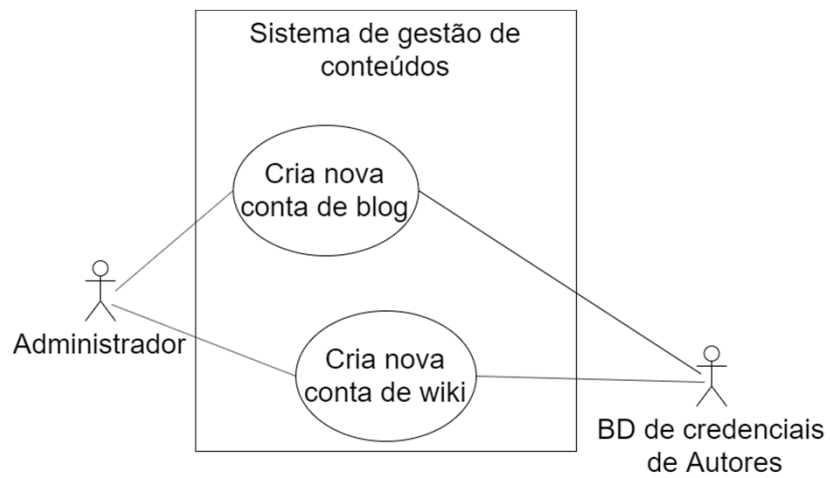 Sistema de gestão de
conteúdos
Cria nova
conta de blog
Administrador
Cria nova
conta de wiki
BD de credenciais
de Autores